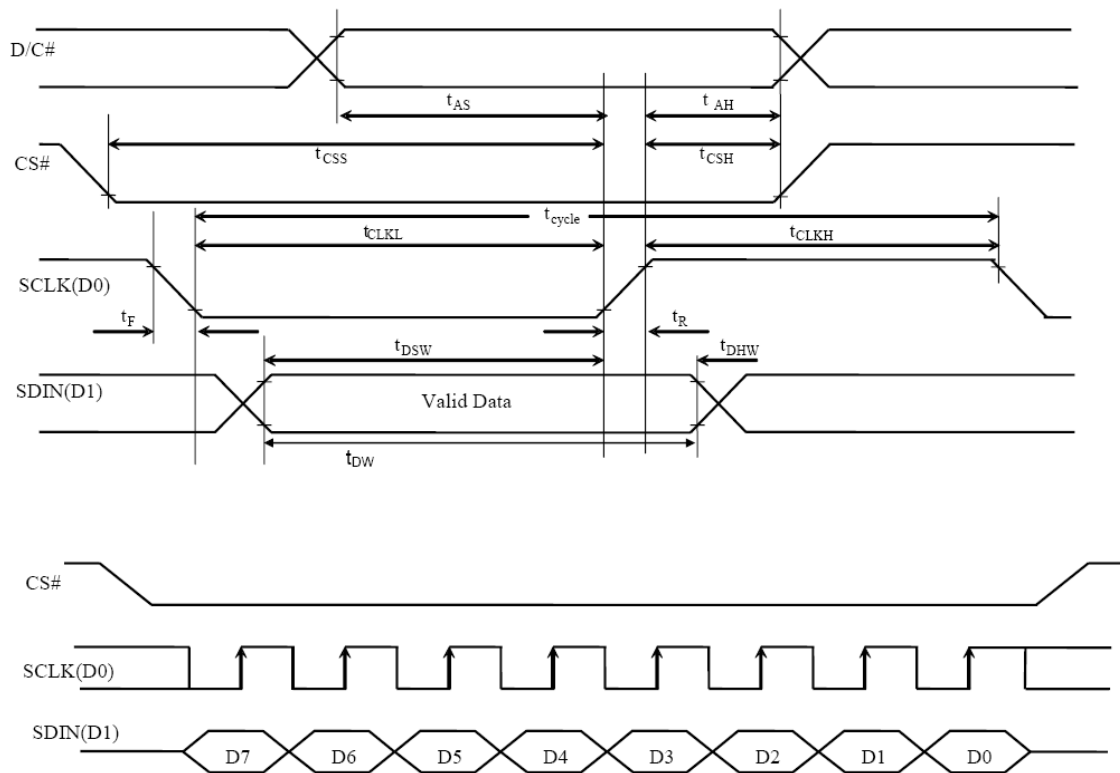 D/C#
tAS
t AH
CS#
tCSS
tCSH
tcycle
tCLKL
tCLKH
SCLK(D0)
tF
tR
tDSW
tDHW
SDIN(D1)
Valid Data
tDW
CS#
SCLK(D0)
SDIN(D1)
D7 D6 D5 D4 D3 D2 D1 D0